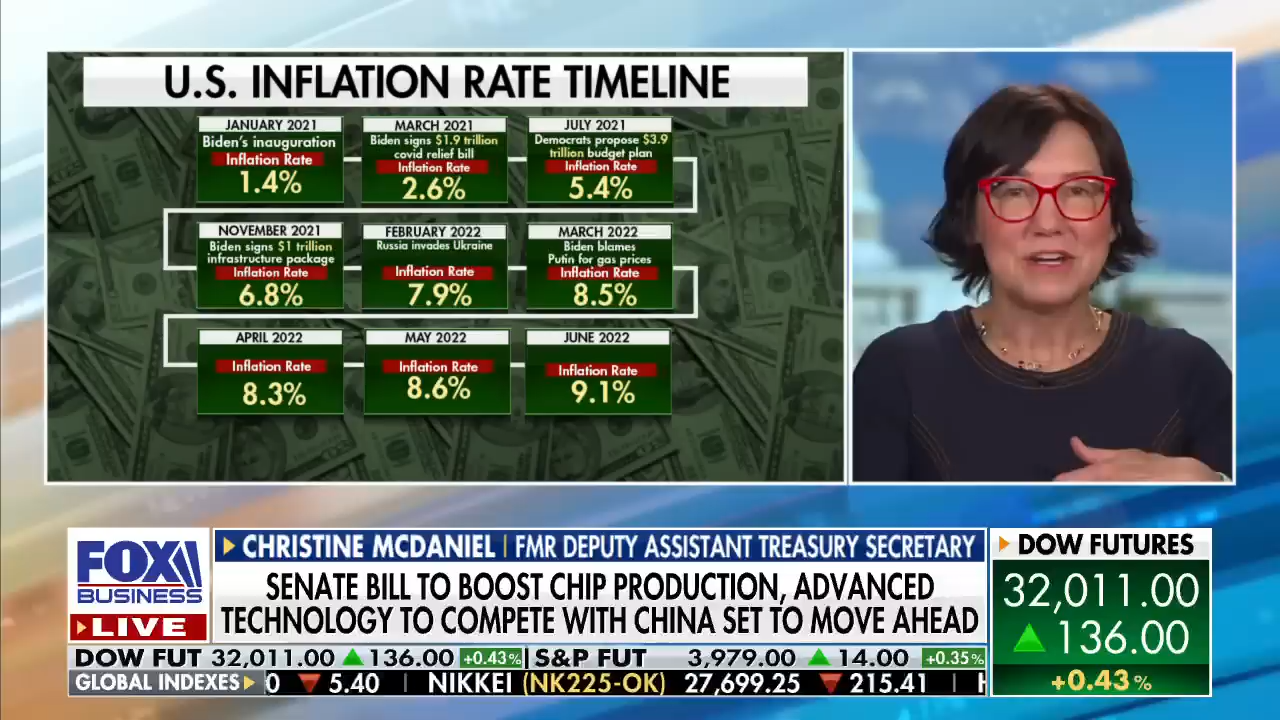 U.S. INFLATION RATE TIMELINE
JANUARY 2021
Biden's inauguration
Inflation Rate
1.4%
MARCH 2021
Biden signs $1.9 trillion
covid relief bill
Inflation Rate
2.6%
JULY 2021
Democrats propose $3.9
trillion budget plan
Inflation Rate
5.4%
NOVEMBER 2021
Biden signs $1 trillion
infrastructure package
Inflation Rate
6.8%
FEBRUARY 2022
Russia invades Ukraine
Inflation Rate
7.9%
MARCH 2022
Biden blames
Putin for gas prices
Inflation Rate
8.5%
APRIL 2022
Inflation Rate
8.3%
MAY 2022
Inflation Rate
8.6%
JUNE 2022
Inflation Rate
9.1%
FOX
BUSINESS
LIVE
CHRISTINE MCDANIEL | FMR DEPUTY ASSISTANT TREASURY SECRETARY
SENATE BILL TO BOOST CHIP PRODUCTION, ADVANCED
TECHNOLOGY TO COMPETE WITH CHINA SET TO MOVE AHEAD
DOW FUTURES
32,011.00
136.00
+0.43%
DOW FUT 32,011.00 136.00 +0.43% S&P FUT 3,979.00 14.00 +0.35%
GLOBAL INDEXES 0 5.40 | NIKKEI (NK225-OK) 27,699.25 215.41 |